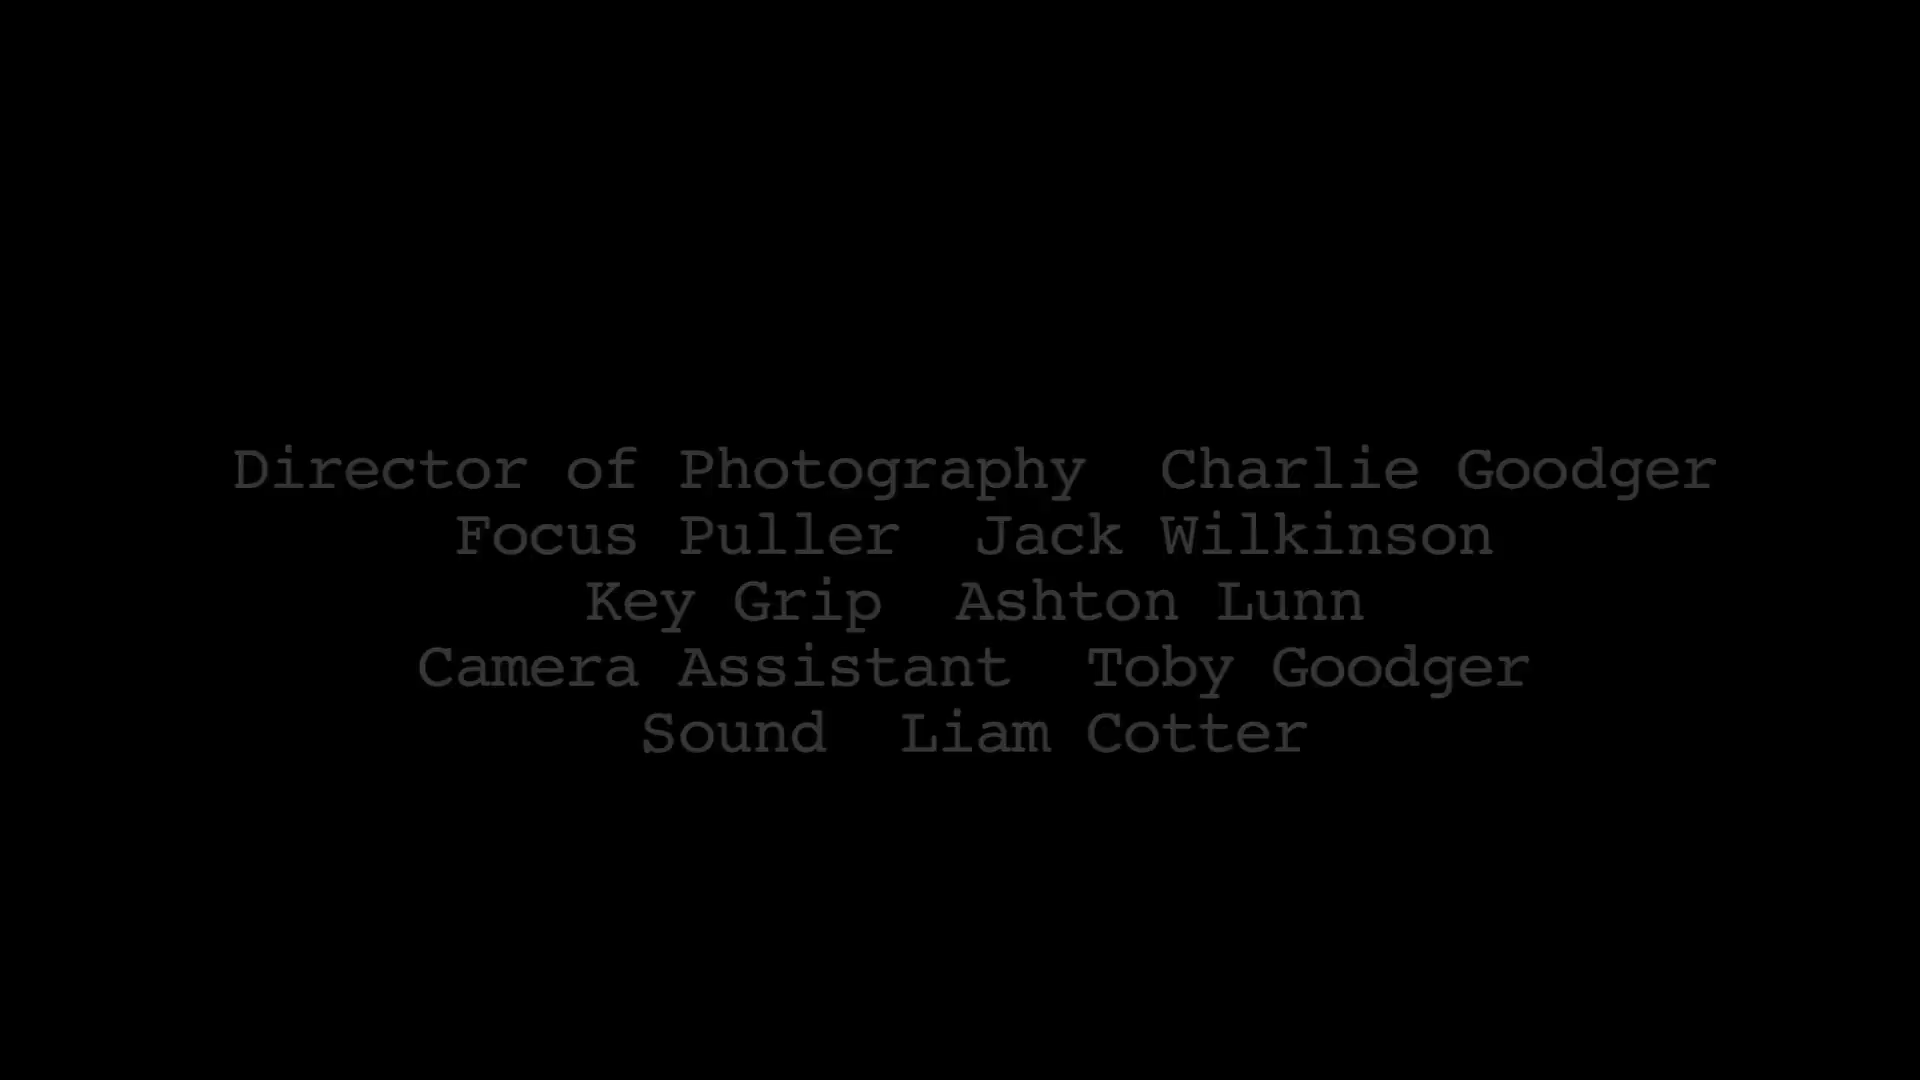 Director of Photography  Charlie Goodger
Focus Puller  Jack Wilkinson
Key Grip  Ashton Lunn
Camera Assistant  Toby Goodger
Sound  Liam Cotter